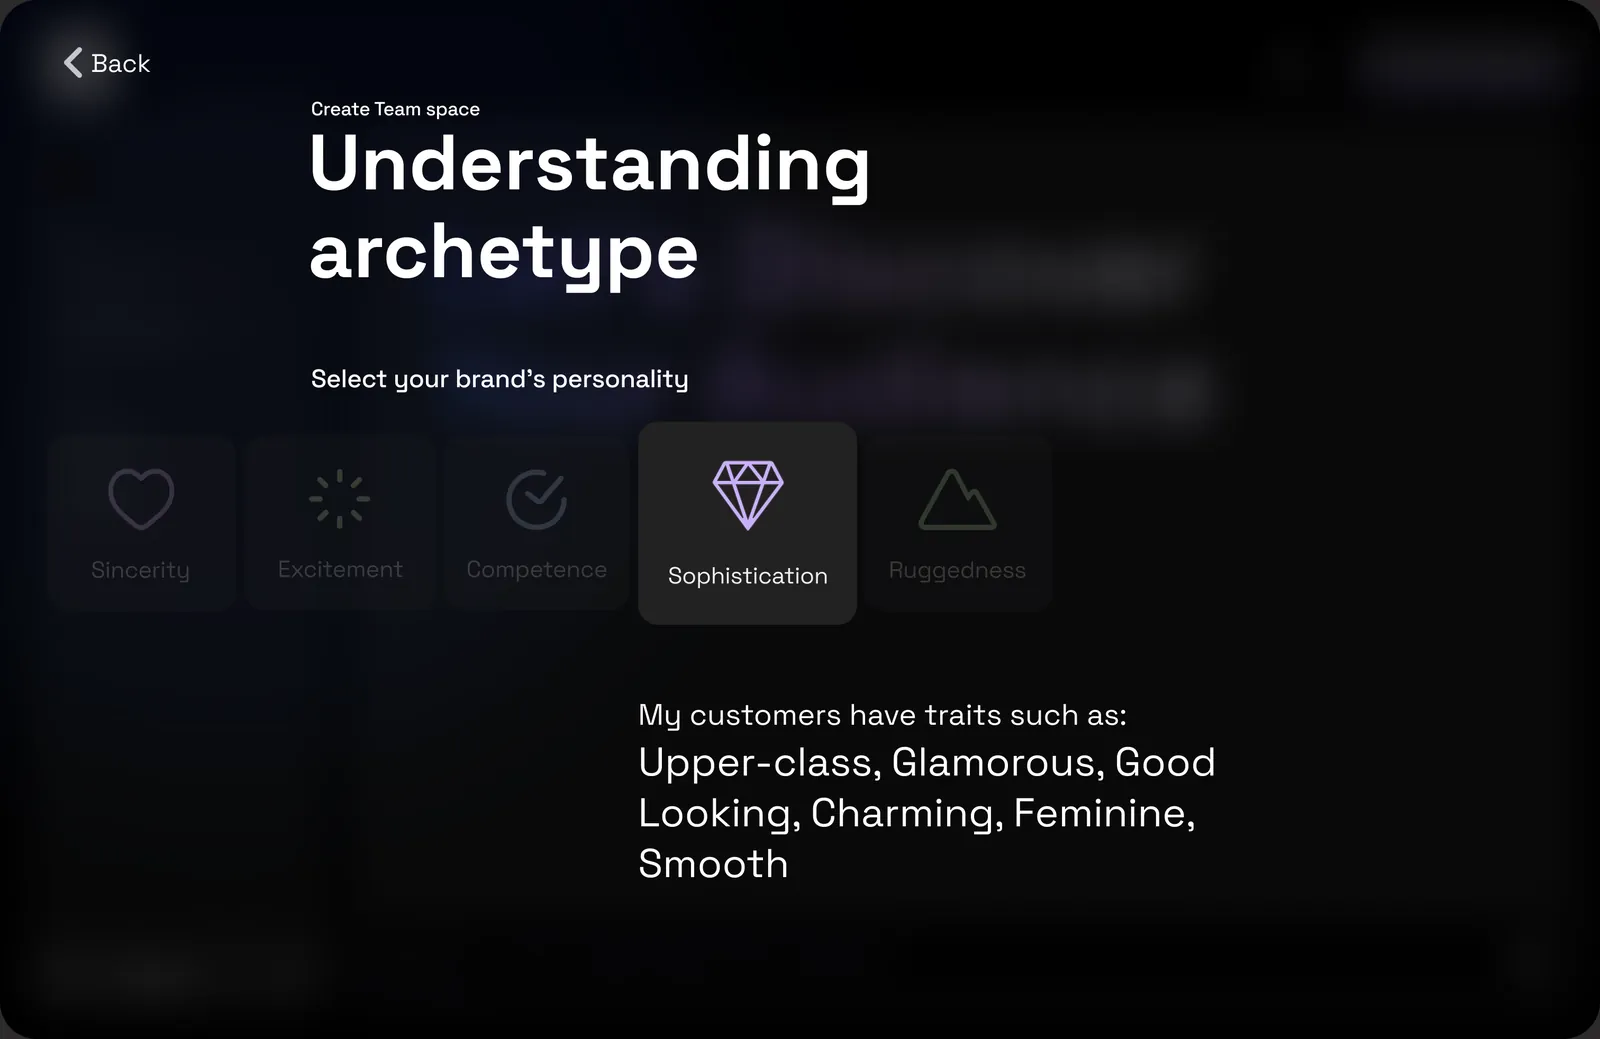 Back
Create Team space
Understanding
archetype
Select your brand's personality
Sincerity
Excitement
Competence
Sophistication
Ruggedness
My customers have traits such as:
Upper-class, Glamorous, Good
Looking, Charming, Feminine,
Smooth